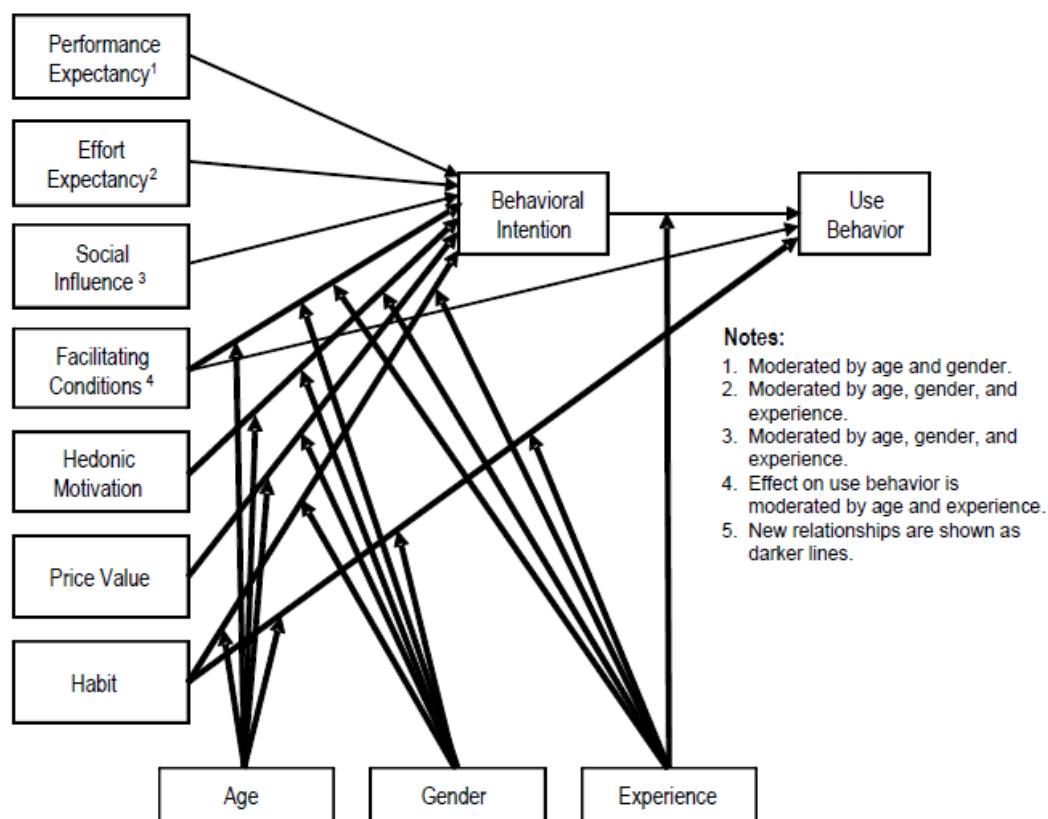 Performance
Expectancy¹
Effort
Expectancy²
Social
Influence ³
Facilitating
Conditions ⁴
Hedonic
Motivation
Price Value
Habit
Behavioral
Intention
Use
Behavior
Notes:
1. Moderated by age and gender.
2. Moderated by age, gender, and
experience.
3. Moderated by age, gender, and
experience.
4. Effect on use behavior is
moderated by age and experience.
5. New relationships are shown as
darker lines.
Age
Gender
Experience